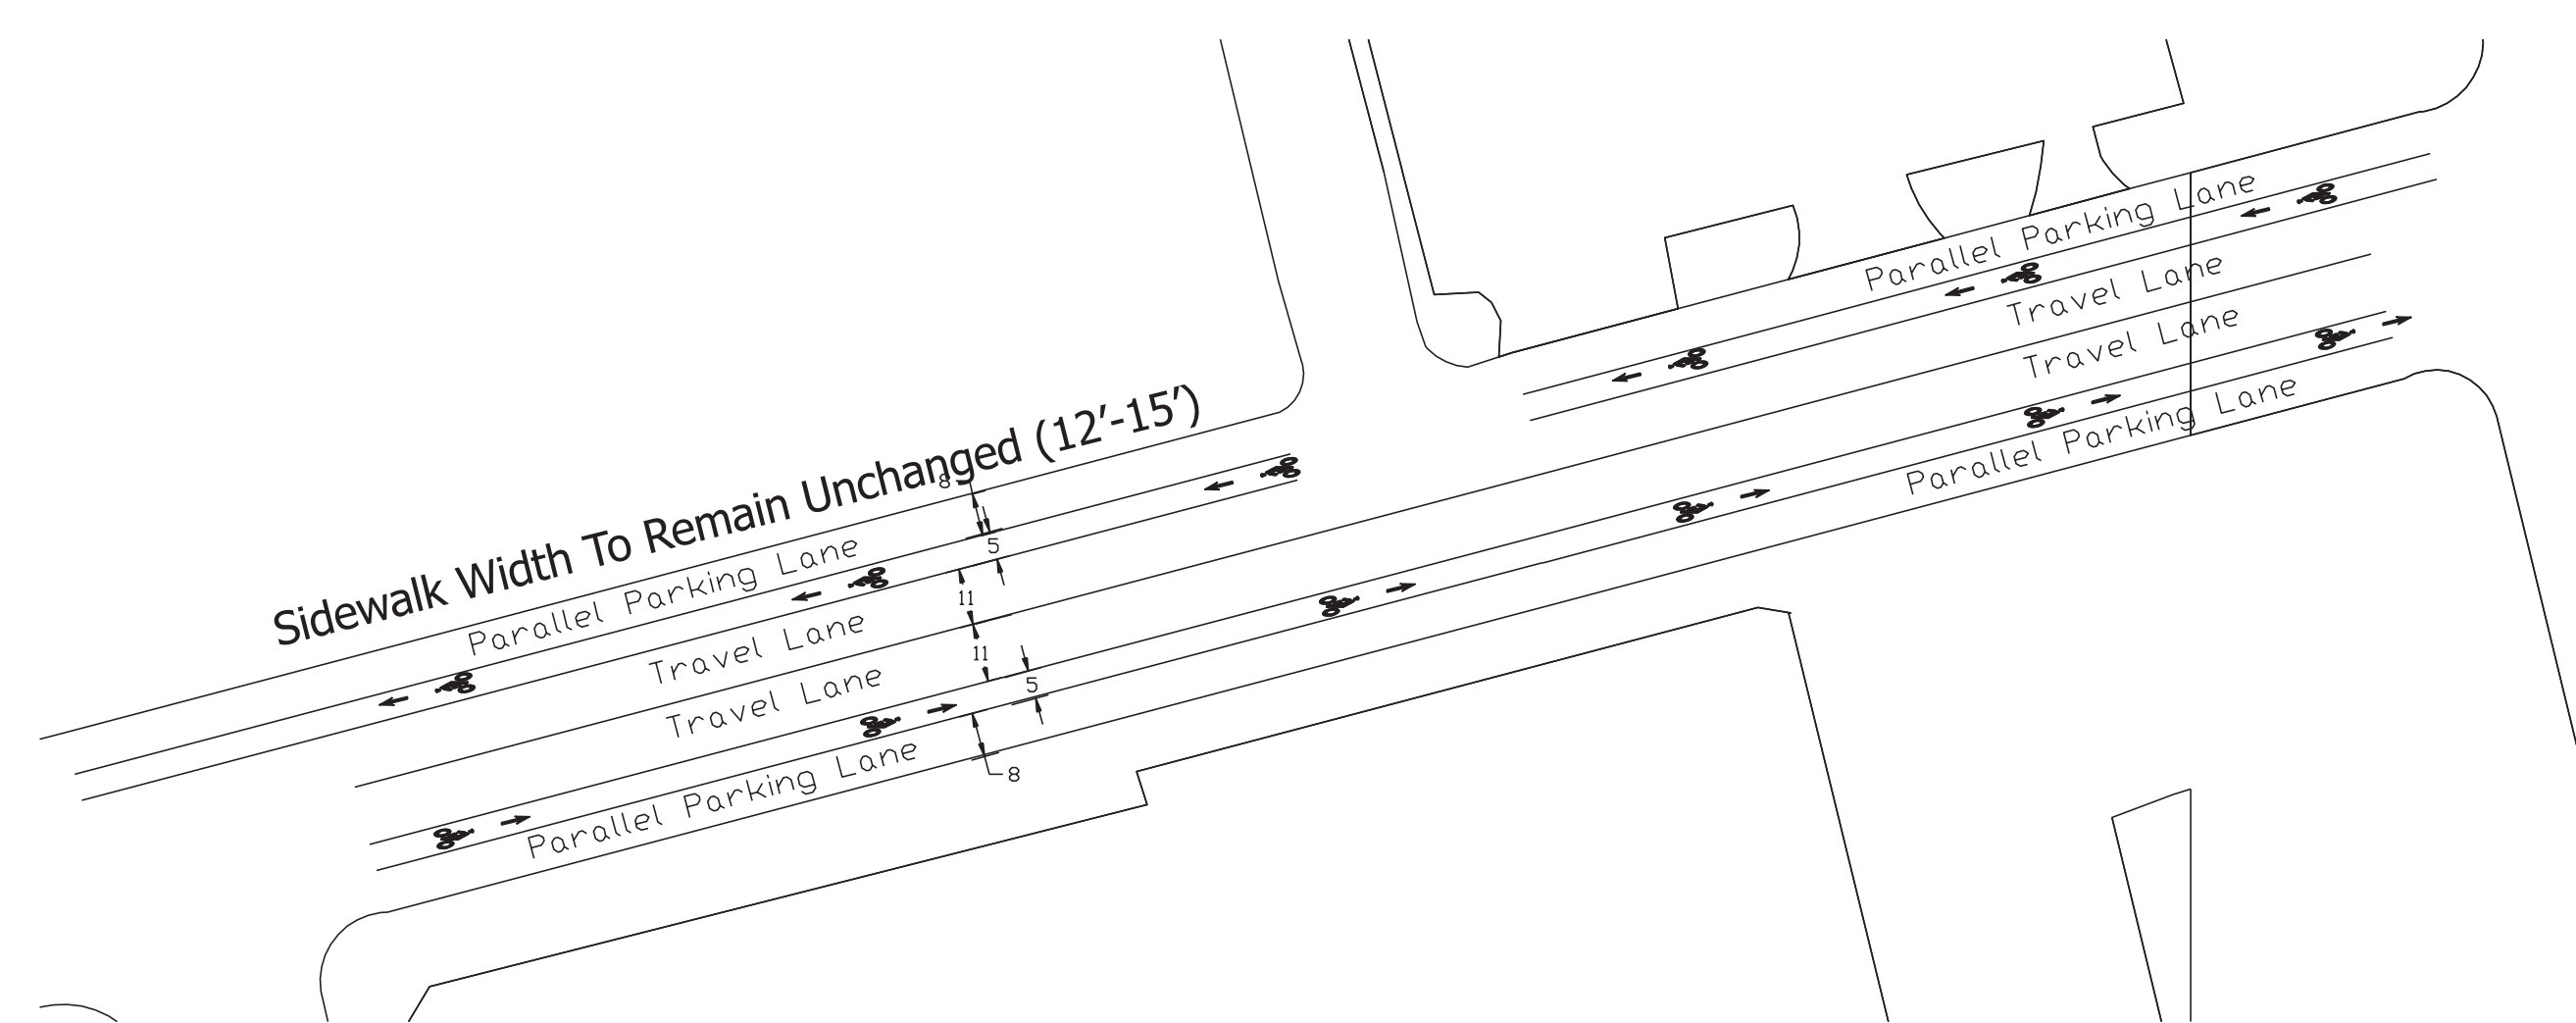 Sidewalk Width To Remain Unchanged (12'-15')
8
Parallel Parking Lane
5
11
Travel Lane
11
Travel Lane
5
Parallel Parking Lane
8
Parallel Parking Lane
Travel Lane
Travel Lane
Parallel Parking Lane